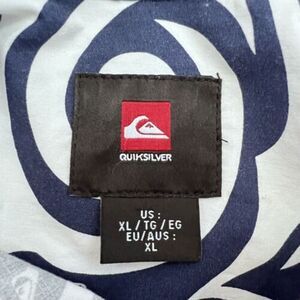 QUIKSILVER
US :
XL / TG / EG
EU/AUS :
XL